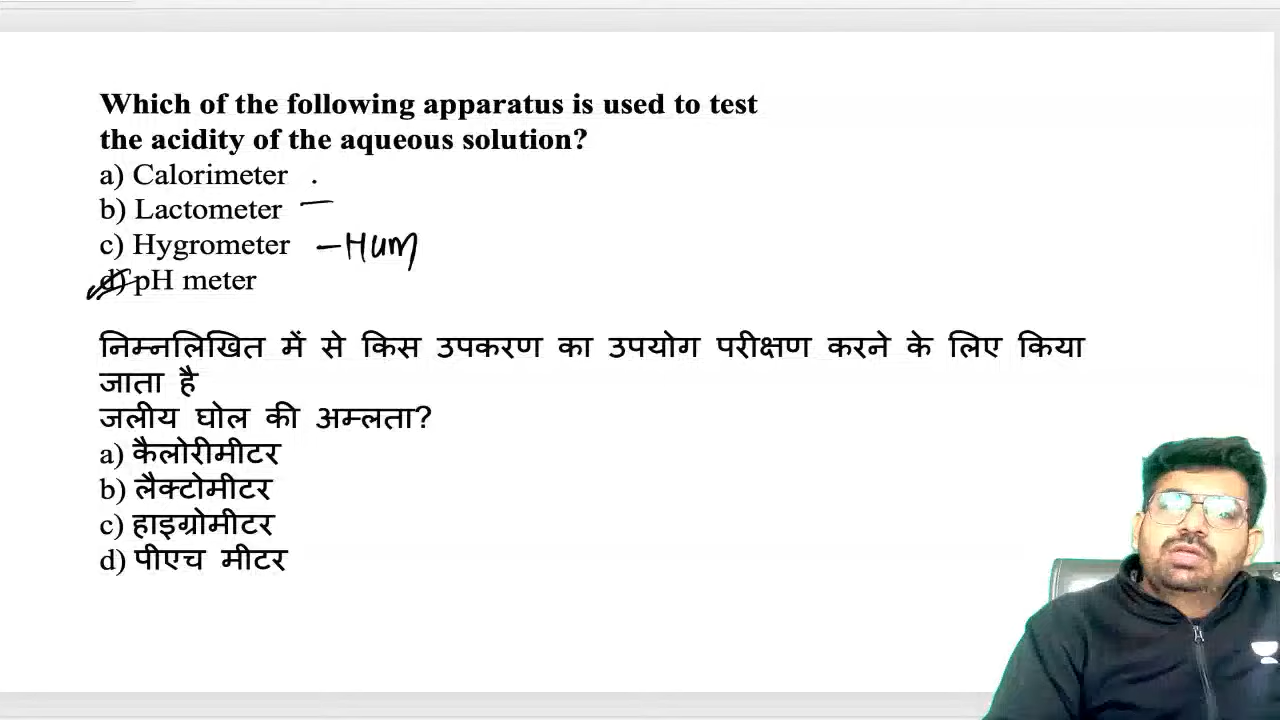 Which of the following apparatus is used to test
the acidity of the aqueous solution?
a) Calorimeter
b) Lactometer —
c) Hygrometer – Hum
d) pH meter
निम्नलिखित में से किस उपकरण का उपयोग परीक्षण करने के लिए किया
जाता है
जलीय घोल की अम्लता?
a) कैलोरीमीटर
b) लैक्टोमीटर
c) हाइग्रोमीटर
d) पीएच मीटर